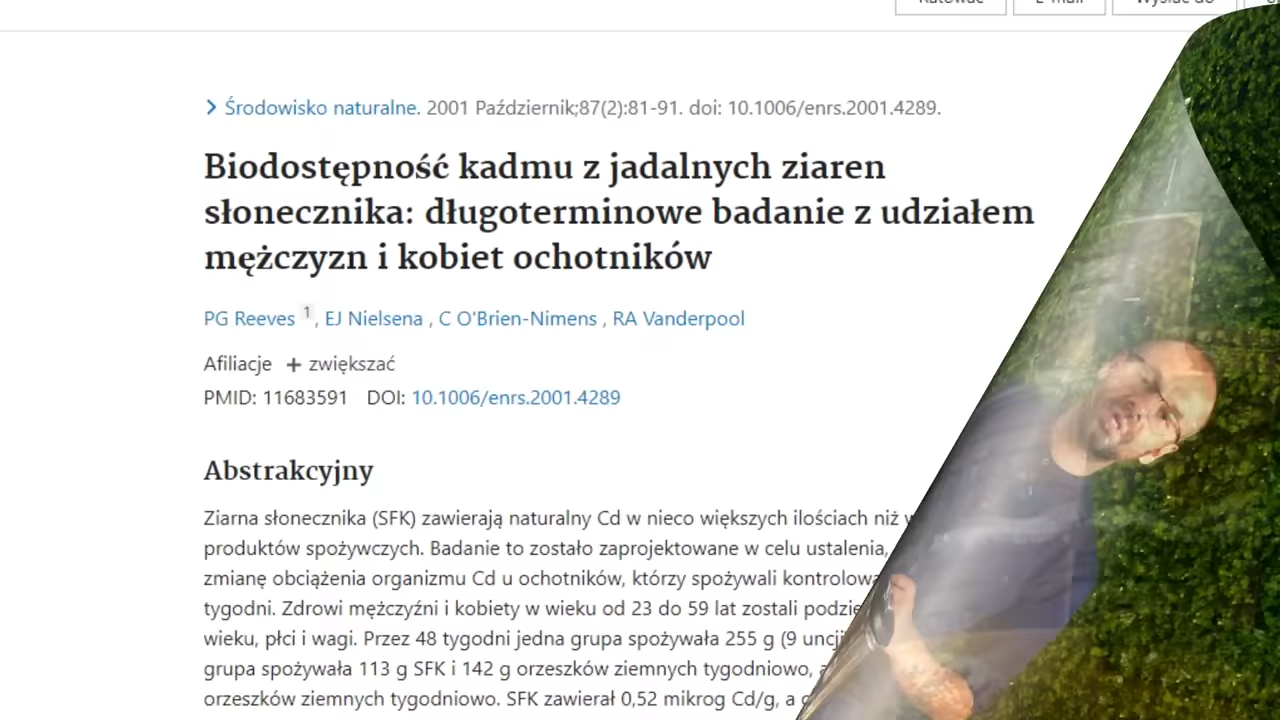 Środowisko naturalne. 2001 Październik;87(2):81-91. doi: 10.1006/enrs.2001.4289.
Biodostępność kadmu z jadalnych ziaren
słonecznika: długoterminowe badanie z udziałem
mężczyzn i kobiet ochotników
PG Reeves 1 , EJ Nielsena , C O'Brien-Nimens , RA Vanderpool
Afiliacje + zwiększać
PMID: 11683591 DOI: 10.1006/enrs.2001.4289
Abstrakcyjny
Ziarna słonecznika (SFK) zawierają naturalny Cd w nieco większych ilościach niż
produktów spożywczych. Badanie to zostało zaprojektowane w celu ustalenia,
zmianę obciążenia organizmu Cd u ochotników, którzy spożywali
tygodni. Zdrowi mężczyźni i kobiety w wieku od 23 do 59 lat zostali
wieku, płci i wagi. Przez 48 tygodni jedna grupa spożywała 255 g (9 uncji
grupa spożywała 113 g SFK i 142 g orzeszków ziemnych tygodniowo,
orzeszków ziemnych tygodniowo. SFK zawierał 0,52 mikrog Cd/g, a